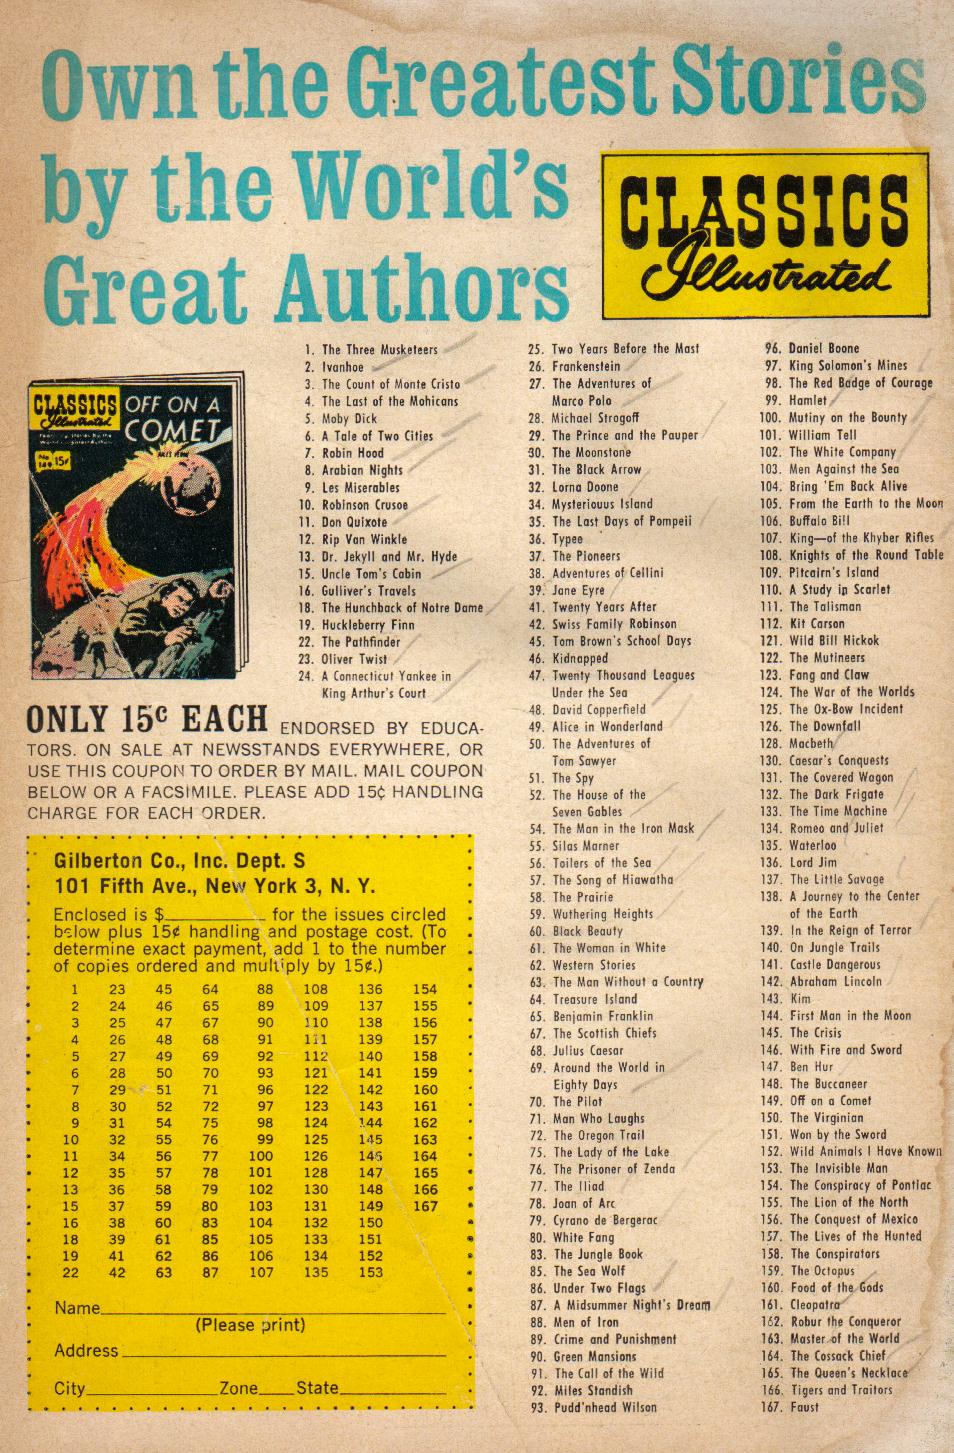 Own the Greatest Stories
by the World's
Great Authors
CLASSICS
Illustrated
CLASSICS
Illustrated
No.
149
15¢
OFF ON A
COMET
1. The Three Musketeers
2. Ivanhoe
3. The Count of Monte Cristo
4. The Last of the Mohicans
5. Moby Dick
6. A Tale of Two Cities
7. Robin Hood
8. Arabian Nights
9. Les Miserables
10. Robinson Crusoe
11. Don Quixote
12. Rip Van Winkle
13. Dr. Jekyll and Mr. Hyde
15. Uncle Tom's Cabin
16. Gulliver's Travels
18. The Hunchback of Notre Dame
19. Huckleberry Finn
22. The Pathfinder
23. Oliver Twist
24. A Connecticut Yankee in
King Arthur's Court
ONLY 15¢ EACH ENDORSED BY EDUCA-
TORS. ON SALE AT NEWSSTANDS EVERYWHERE, OR
USE THIS COUPON TO ORDER BY MAIL. MAIL COUPON
BELOW OR A FACSIMILE. PLEASE ADD 15¢ HANDLING
CHARGE FOR EACH ORDER.
Gilberton Co., Inc. Dept. S
101 Fifth Ave., New York 3, N. Y.
Enclosed is $ for the issues circled
below plus 15¢ handling and postage cost. (To
determine exact payment, add 1 to the number
of copies ordered and multiply by 15¢.)
1 23 45 64 88 108 136 154
2 24 46 65 89 109 137 155
3 25 47 67 90 110 138 156
4 26 48 68 91 111 139 157
5 27 49 69 92 112 140 158
6 28 50 70 93 121 141 159
7 29 51 71 96 122 142 160
8 30 52 72 97 123 143 161
9 31 54 75 98 124 144 162
10 32 55 76 99 125 145 163
11 34 56 77 100 126 146 164
12 35 57 78 101 128 147 165
13 36 58 79 102 130 148 166
15 37 59 80 103 131 149 167
16 38 60 83 104 132 150
18 39 61 85 105 133 151
19 41 62 86 106 134 152
22 42 63 87 107 135 153
Name
(Please print)
Address
City Zone State
25. Two Years Before the Mast
26. Frankenstein
27. The Adventures of
Marco Polo
28. Michael Strogoff
29. The Prince and the Pauper
30. The Moonstone
31. The Black Arrow
32. Lorna Doone
34. Mysterious Island
35. The Last Days of Pompeii
36. Typee
37. The Pioneers
38. Adventures of Cellini
39. Jane Eyre
41. Twenty Years After
42. Swiss Family Robinson
45. Tom Brown's School Days
46. Kidnapped
47. Twenty Thousand Leagues
Under the Sea
48. David Copperfield
49. Alice in Wonderland
50. The Adventures of
Tom Sawyer
51. The Spy
52. The House of the
Seven Gables
54. The Man in the Iron Mask
55. Silas Marner
56. Toilers of the Sea
57. The Song of Hiawatha
58. The Prairie
59. Wuthering Heights
60. Black Beauty
61. The Woman in White
62. Western Stories
63. The Man Without a Country
64. Treasure Island
65. Benjamin Franklin
67. The Scottish Chiefs
68. Julius Caesar
69. Around the World in
Eighty Days
70. The Pilot
71. Man Who Laughs
72. The Oregon Trail
75. The Lady of the Lake
76. The Prisoner of Zenda
77. The Iliad
78. Joan of Arc
79. Cyrano de Bergerac
80. White Fang
83. The Jungle Book
85. The Sea Wolf
86. Under Two Flags
87. A Midsummer Night's Dream
88. Men of Iron
89. Crime and Punishment
90. Green Mansions
91. The Call of the Wild
92. Miles Standish
93. Pudd'nhead Wilson
96. Daniel Boone
97. King Solomon's Mines
98. The Red Badge of Courage
99. Hamlet
100. Mutiny on the Bounty
101. William Tell
102. The White Company
103. Men Against the Sea
104. Bring 'Em Back Alive
105. From the Earth to the Moon
106. Buffalo Bill
107. King—of the Khyber Rifles
108. Knights of the Round Table
109. Pitcairn's Island
110. A Study in Scarlet
111. The Talisman
112. Kit Carson
121. Wild Bill Hickok
122. The Mutineers
123. Fang and Claw
124. The War of the Worlds
125. The Ox-Bow Incident
126. The Downfall
128. Macbeth
130. Caesar's Conquests
131. The Covered Wagon
132. The Dark Frigate
133. The Time Machine
134. Romeo and Juliet
135. Waterloo
136. Lord Jim
137. The Little Savage
138. A Journey to the Center
of the Earth
139. In the Reign of Terror
140. On Jungle Trails
141. Castle Dangerous
142. Abraham Lincoln
143. Kim
144. First Man in the Moon
145. The Crisis
146. With Fire and Sword
147. Ben Hur
148. The Buccaneer
149. Off on a Comet
150. The Virginian
151. Won by the Sword
152. Wild Animals I Have Known
153. The Invisible Man
154. The Conspiracy of Pontiac
155. The Lion of the North
156. The Conquest of Mexico
157. The Lives of the Hunted
158. The Conspirators
159. The Octopus
160. Food of the Gods
161. Cleopatra
162. Robur the Conqueror
163. Master of the World
164. The Cossack Chief
165. The Queen's Necklace
166. Tigers and Traitors
167. Faust